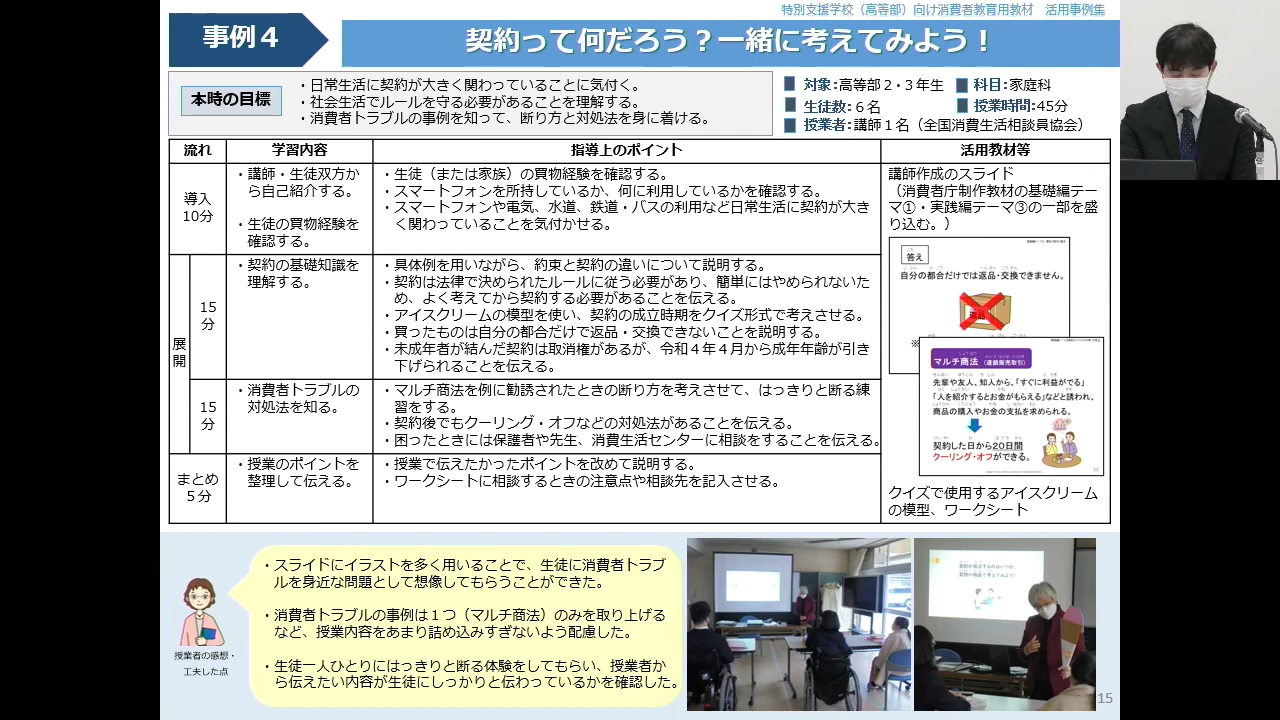 特別支援学校（高等部）向け消費者教育用教材　活用事例集
事例４
契約って何だろう？一緒に考えてみよう！
本時の目標
・日常生活に契約が大きく関わっていることに気付く。
・社会生活でルールを守る必要があることを理解する。
・消費者トラブルの事例を知って、断り方と対処法を身に着ける。
対象：高等部２・３年生
科目：家庭科
生徒数：６名
授業時間：45分
授業者：講師１名（全国消費生活相談員協会）
流れ
学習内容
指導上のポイント
活用教材等
導入
10分
・講師・生徒双方か
ら自己紹介する。
・生徒の買物経験を
確認する。
・生徒（または家族）の買物経験を確認する。
・スマートフォンを所持しているか、何に利用しているかを確認する。
・スマートフォンや電気、水道、鉄道・バスの利用など日常生活に契約が大き
く関わっていることを気付かせる。
講師作成のスライド
（消費者庁制作教材の基礎編テー
マ①・実践編テーマ③の一部を盛
り込む。）
展開
15
分
・契約の基礎知識を
理解する。
・具体例を用いながら、約束と契約の違いについて説明する。
・契約は法律で決められたルールに従う必要があり、簡単にはやめられないた
め、よく考えてから契約する必要があることを伝える。
・アイスクリームの模型を使い、契約の成立時期をクイズ形式で考えさせる。
・買ったものは自分の都合だけで返品・交換できないことを説明する。
・未成年者が結んだ契約は取消権があるが、令和４年４月から成年年齢が引き
下げとなることを伝える。
15
分
・消費者トラブルの
対処法を知る。
・マルチ商法を例に困ったときの断り方を考えさせて、はっきりと断る練
習をする。
・契約後でもクーリング・オフなどの対処法があることを伝える。
・困ったときには保護者や先生、消費生活センターに相談をすることを伝える。
まとめ
５分
・授業のポイントを
整理して伝える。
・授業で伝えたかったポイントを改めて説明する。
・ワークシートに相談するときの注意点や相談先を記入させる。
答え
自分の都合だけでは返品・交換できません。
返品
※
マルチ商法（連鎖販売取引）
先輩や友人、知人から、「すぐに利益がでる」
「人を紹介するとお金がもらえる」などと誘われ、
商品の購入やお金の支払を求められる。
契約した日から20日間
クーリング・オフができる。
クイズで使用するアイスクリーム
の模型、ワークシート
授業者の感想・
工夫した点
・スライドにイラストを多く用いることで、生徒に消費者トラブ
ルを身近な問題として想像してもらうことができた。
・消費者トラブルの事例は１つ（マルチ商法）のみを取り上げる
など、授業内容をあまり詰め込みすぎないよう配慮した。
・生徒一人ひとりにはっきりと断る体験をしてもらい、授業者か
ら伝えたい内容が生徒にしっかりと伝わっているかを確認した。
15